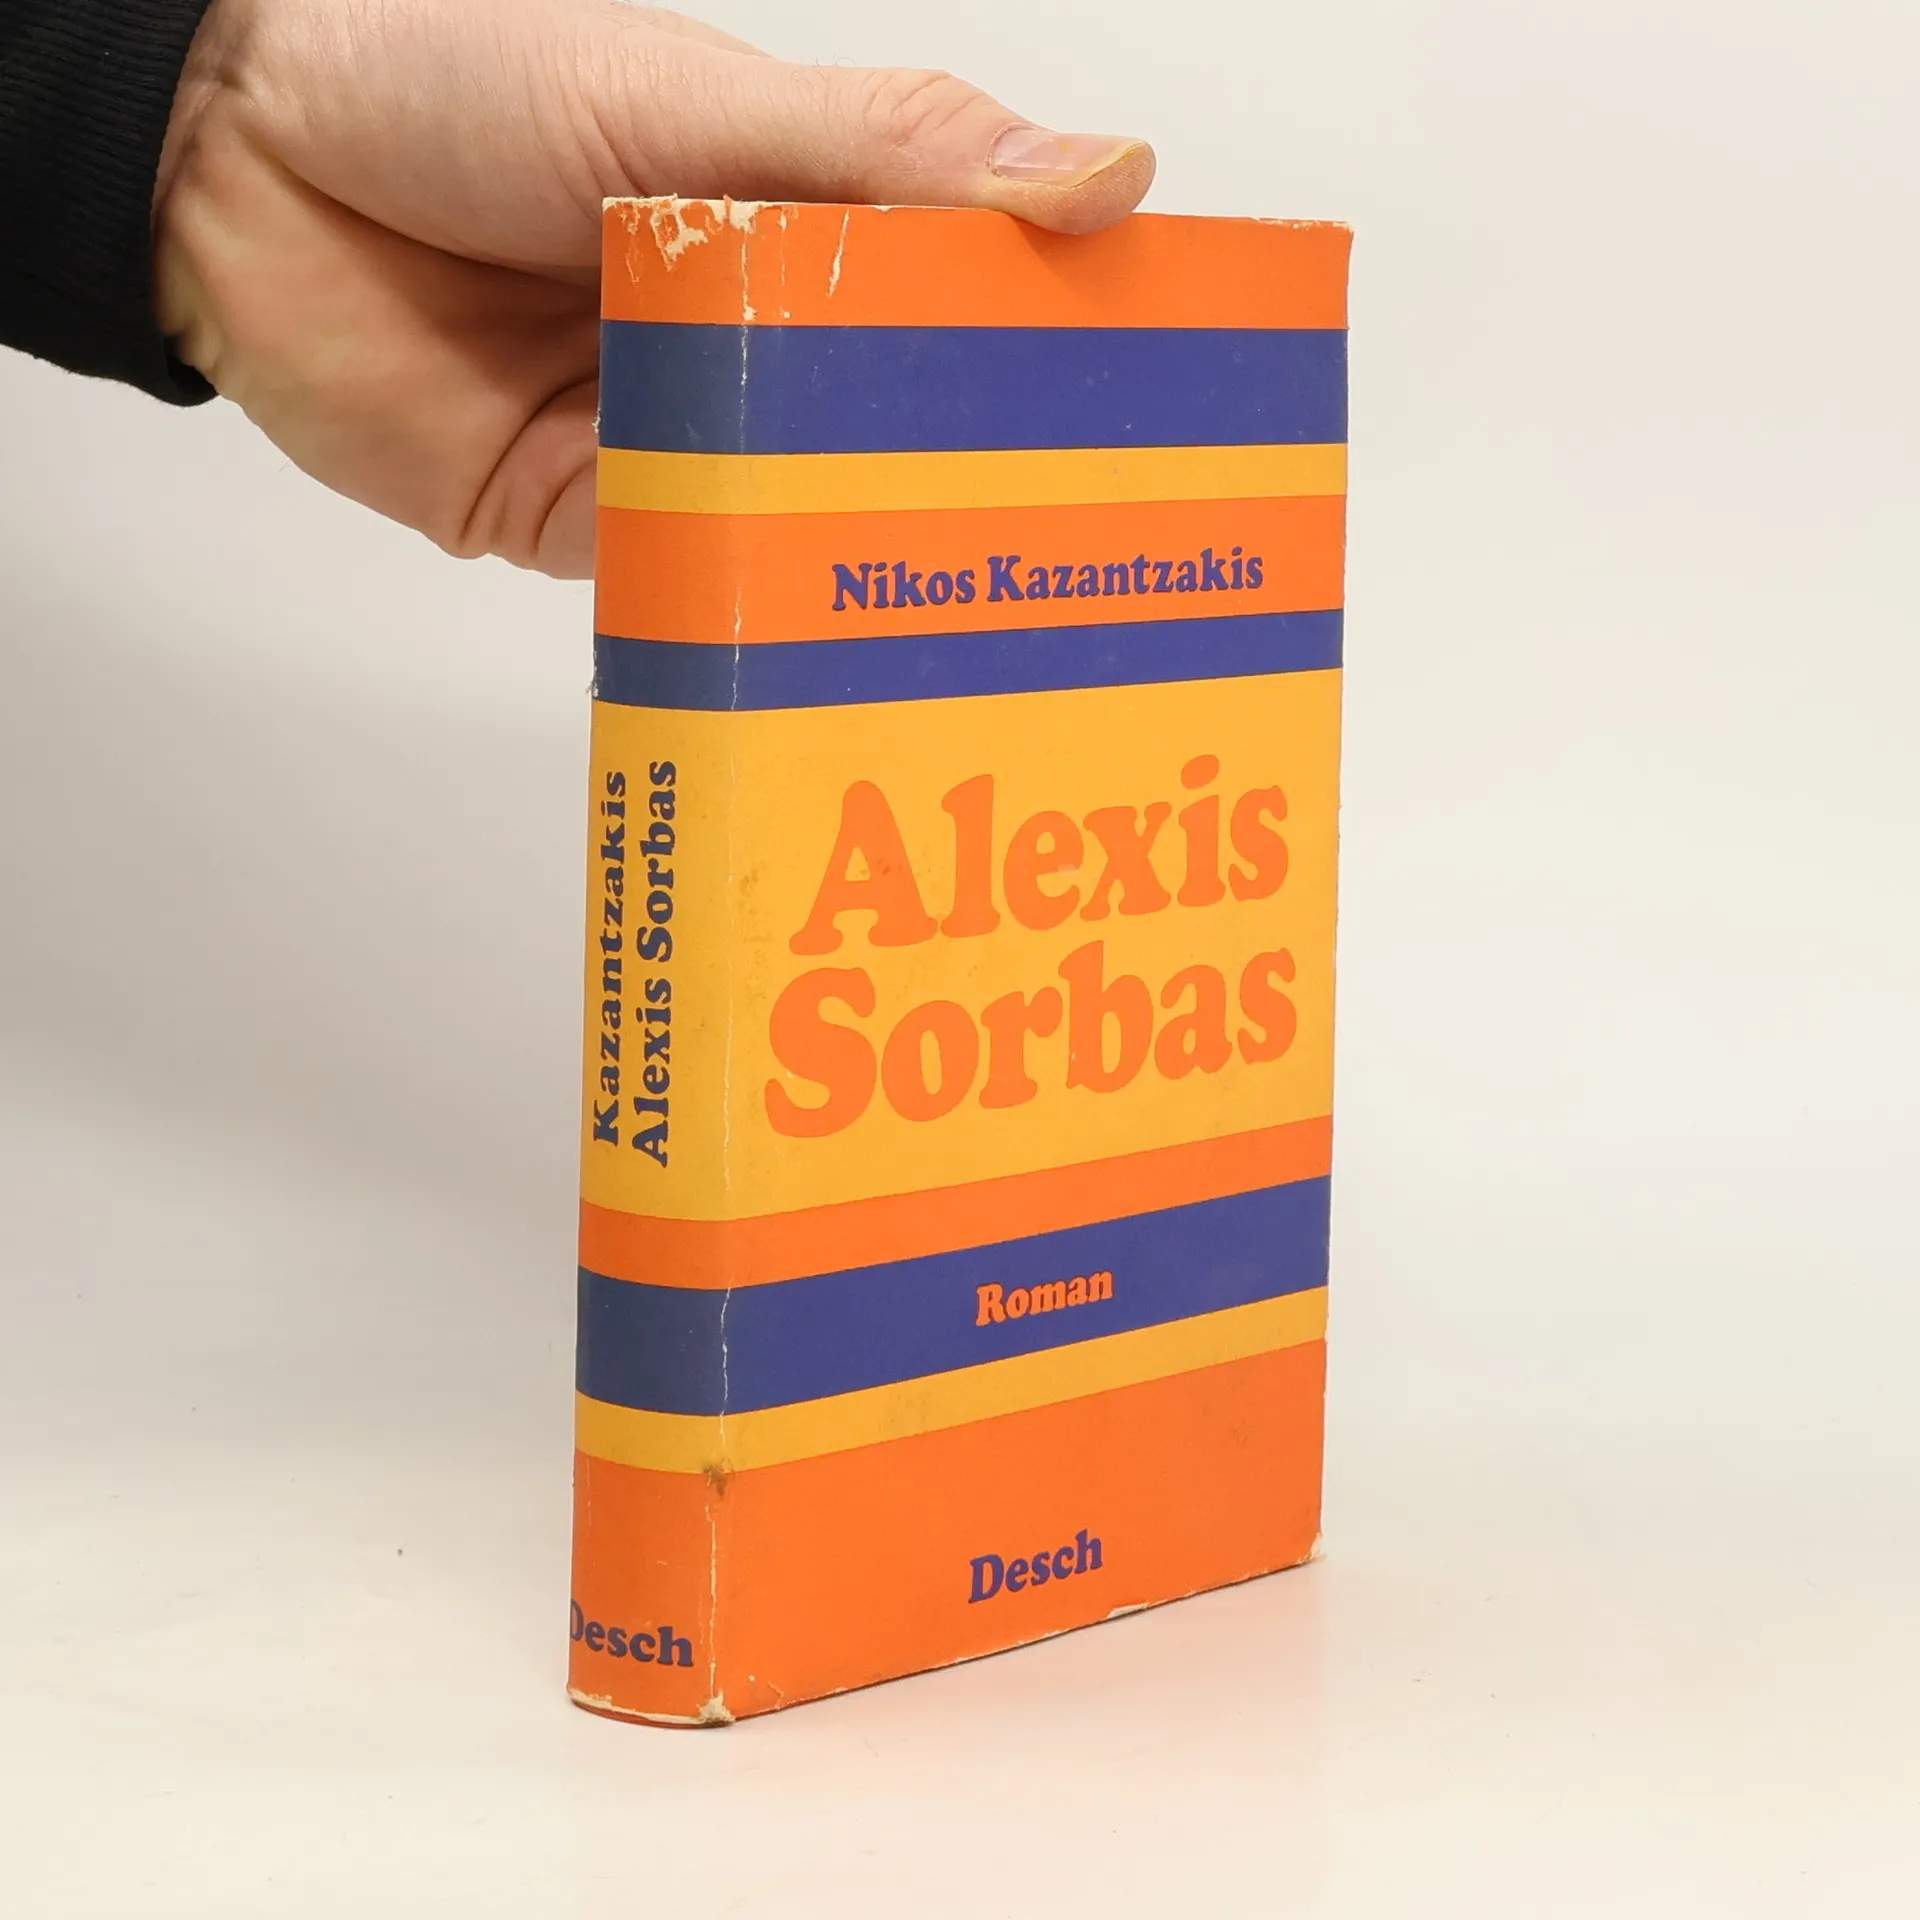 Nikos Kazantzakis
Alexis
Sorbas
Roman
Desch
Kazantzakis
Alexis Sorbas
Desch